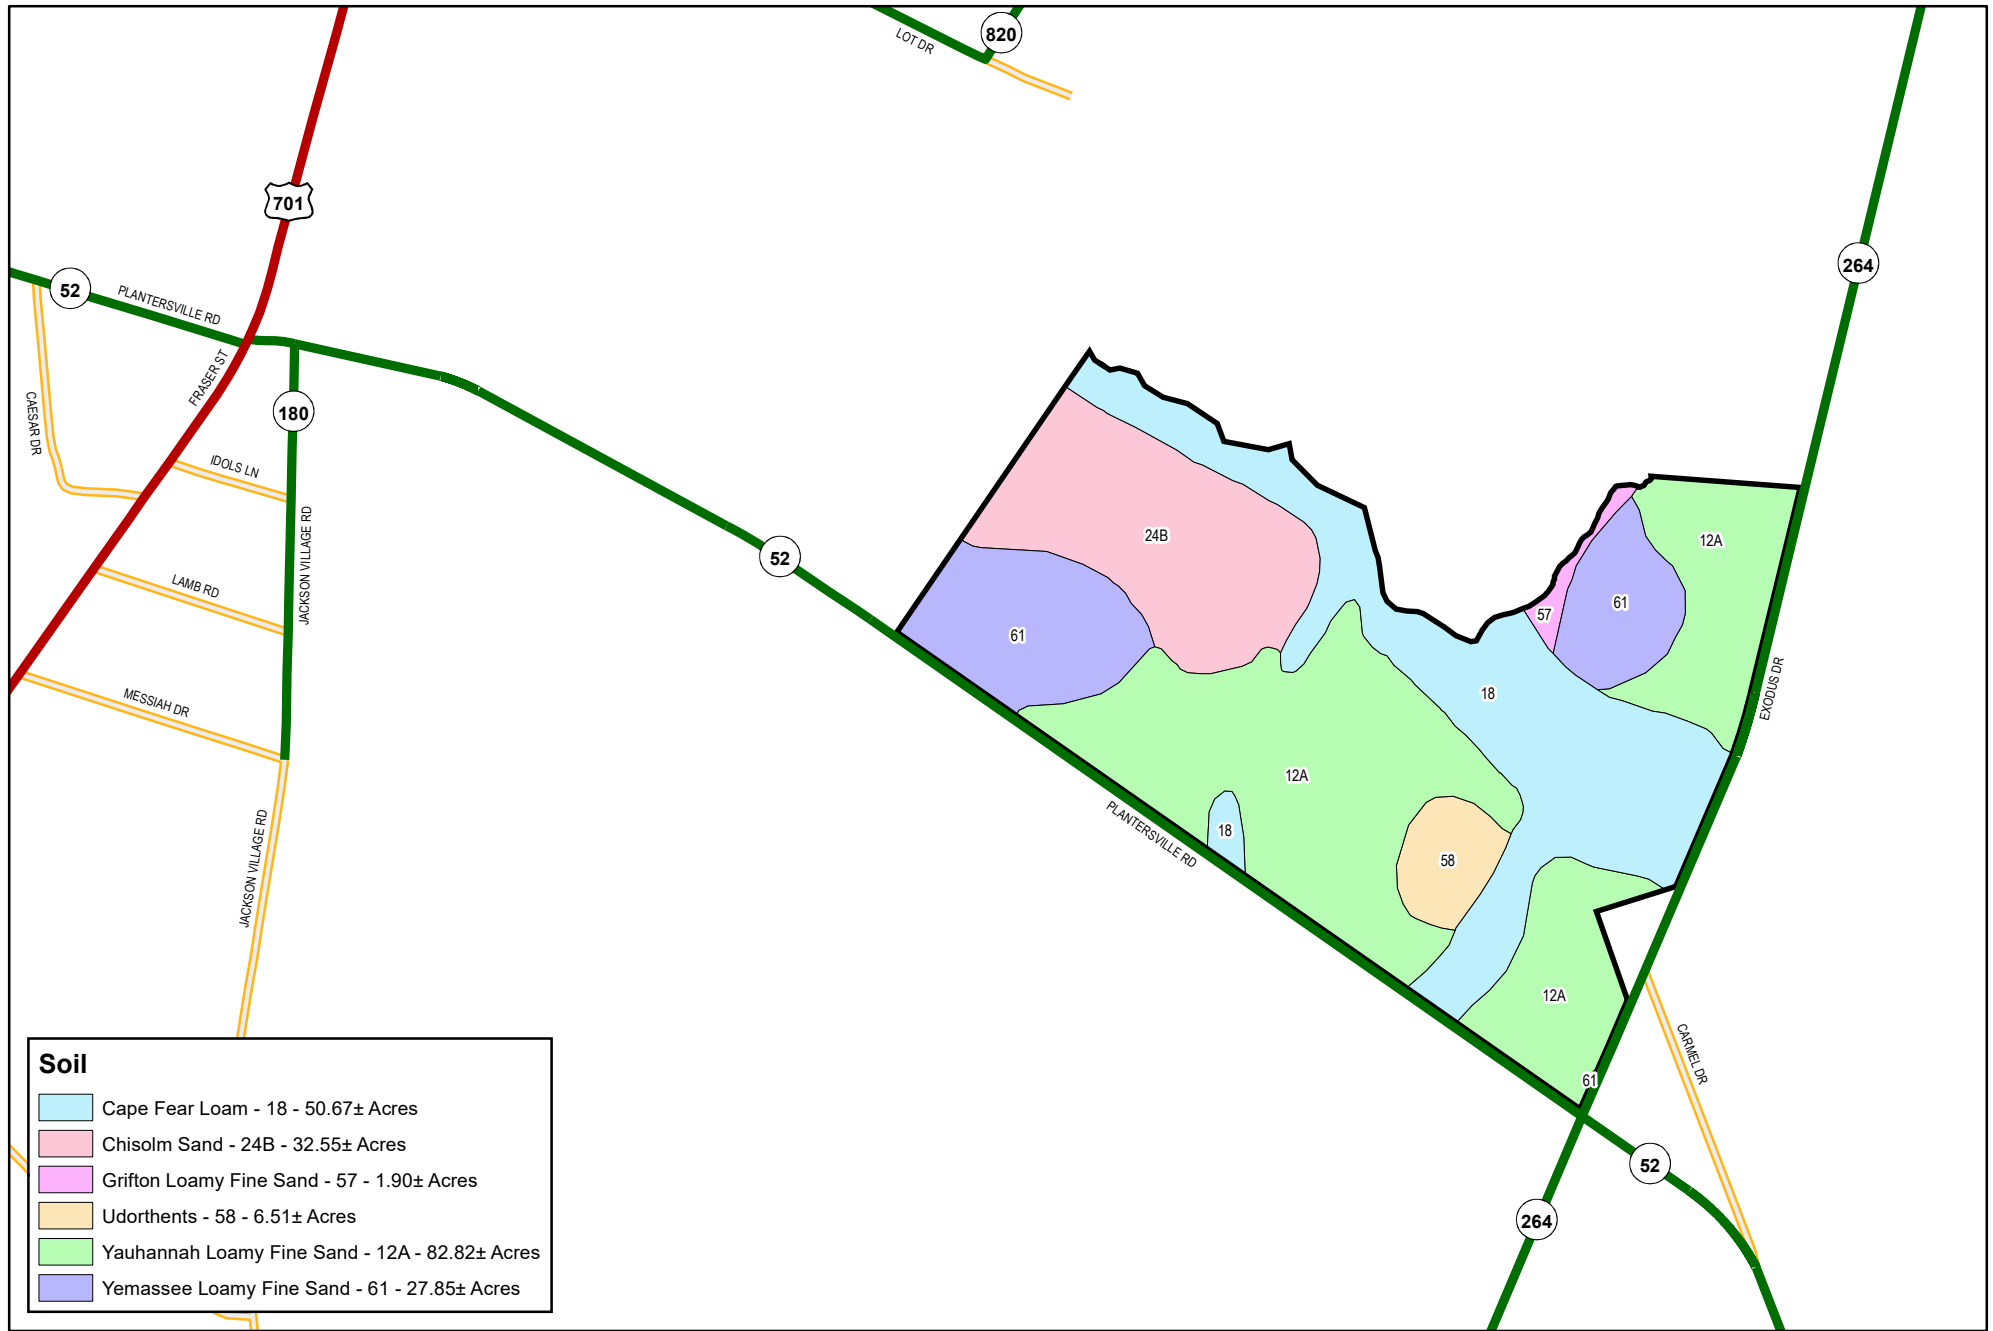 LOT DR
820
701
264
52
PLANTERSVILLE RD
FRASER ST
CAESAR DR
180
IDOLS LN
JACKSON VILLAGE RD
LAMB RD
MESSIAH DR
JACKSON VILLAGE RD
52
24B
12A
57
61
61
18
EXODUS DR
12A
PLANTERSVILLE RD
18
58
12A
61
CARMEL DR
52
264
Soil
Cape Fear Loam - 18 - 50.67± Acres
Chisolm Sand - 24B - 32.55± Acres
Grifton Loamy Fine Sand - 57 - 1.90± Acres
Udorthents - 58 - 6.51± Acres
Yauhannah Loamy Fine Sand - 12A - 82.82± Acres
Yemassee Loamy Fine Sand - 61 - 27.85± Acres